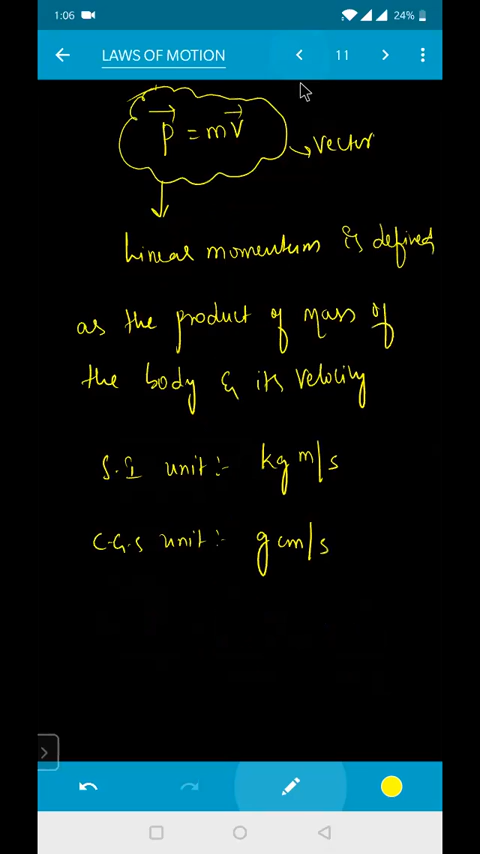 1:06
24%
LAWS OF MOTION
11
p = mv
vector
Linear momentum is defined
as the product of mass of
the body & its velocity
S.I unit :- kg m/s
C.G.S unit :- g cm/s